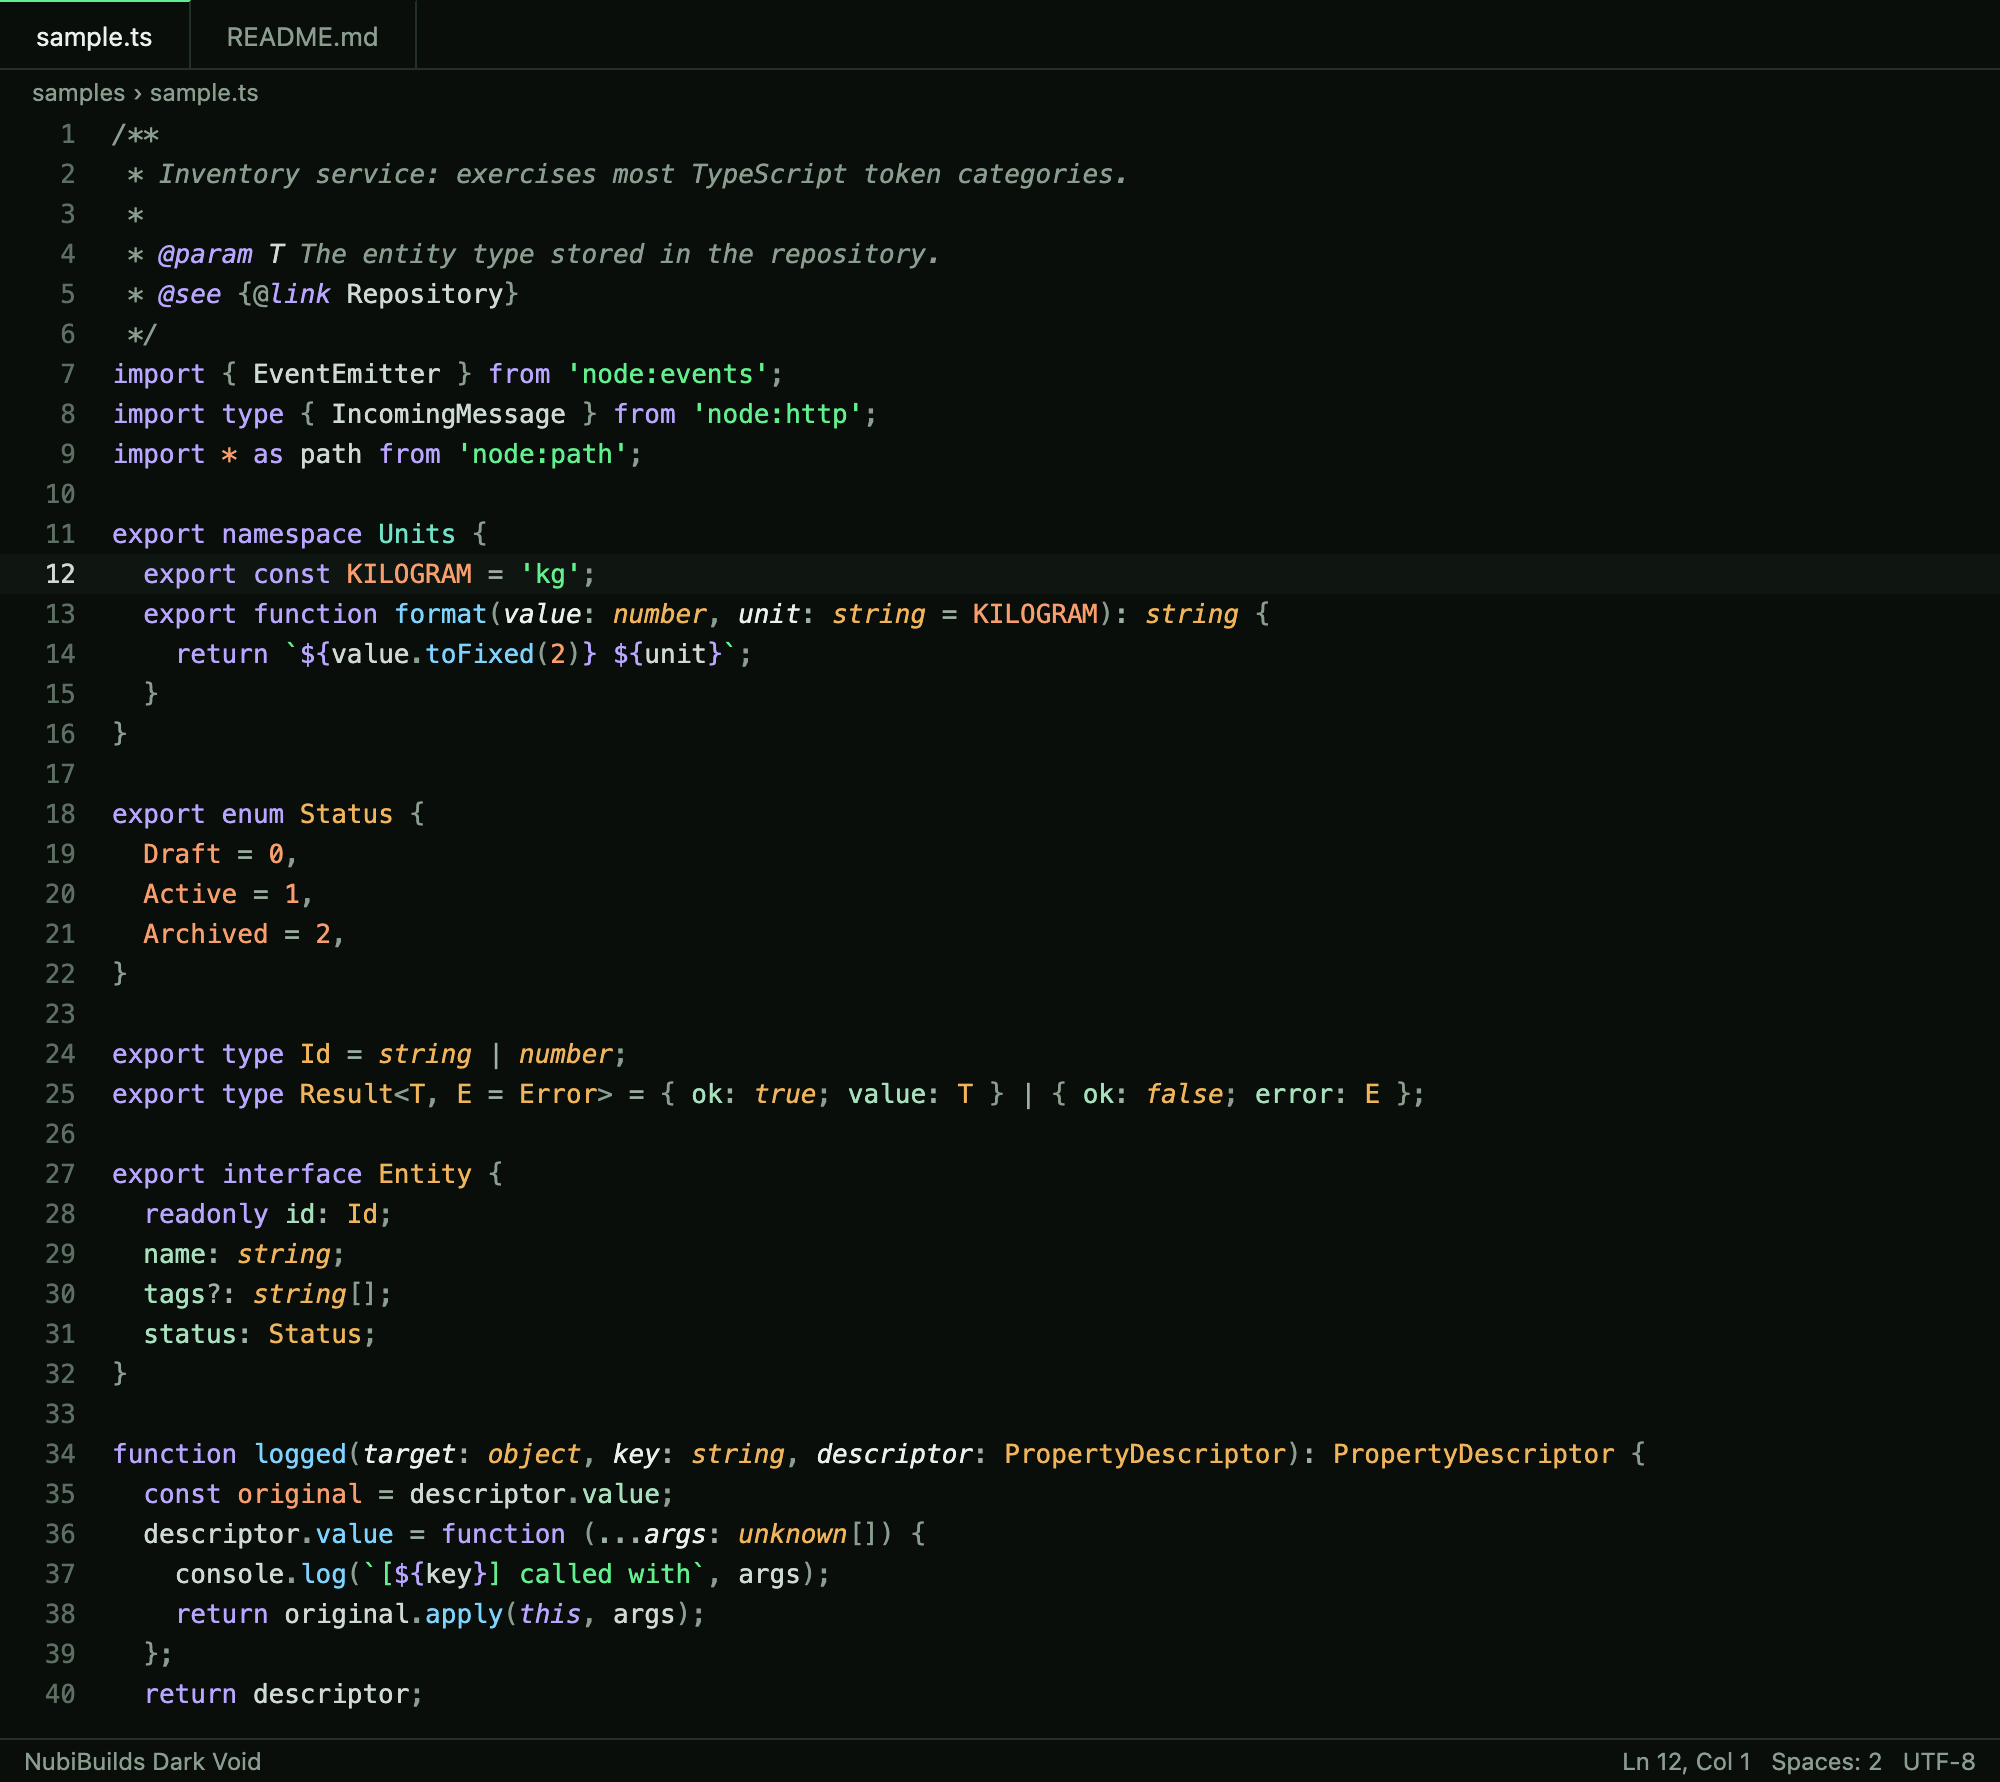 sample.ts
README.md
samples › sample.ts
1 /**
2  * Inventory service: exercises most TypeScript token categories.
3  *
4  * @param T The entity type stored in the repository.
5  * @see {@link Repository}
6  */
7 import { EventEmitter } from 'node:events';
8 import type { IncomingMessage } from 'node:http';
9 import * as path from 'node:path';
10
11 export namespace Units {
12   export const KILOGRAM = 'kg';
13   export function format(value: number, unit: string = KILOGRAM): string {
14     return `${value.toFixed(2)} ${unit}`;
15   }
16 }
17
18 export enum Status {
19   Draft = 0,
20   Active = 1,
21   Archived = 2,
22 }
23
24 export type Id = string | number;
25 export type Result<T, E = Error> = { ok: true; value: T } | { ok: false; error: E };
26
27 export interface Entity {
28   readonly id: Id;
29   name: string;
30   tags?: string[];
31   status: Status;
32 }
33
34 function logged(target: object, key: string, descriptor: PropertyDescriptor): PropertyDescriptor {
35   const original = descriptor.value;
36   descriptor.value = function (...args: unknown[]) {
37     console.log(`[${key}] called with`, args);
38     return original.apply(this, args);
39   };
40   return descriptor;
NubiBuilds Dark Void
Ln 12, Col 1 Spaces: 2 UTF-8